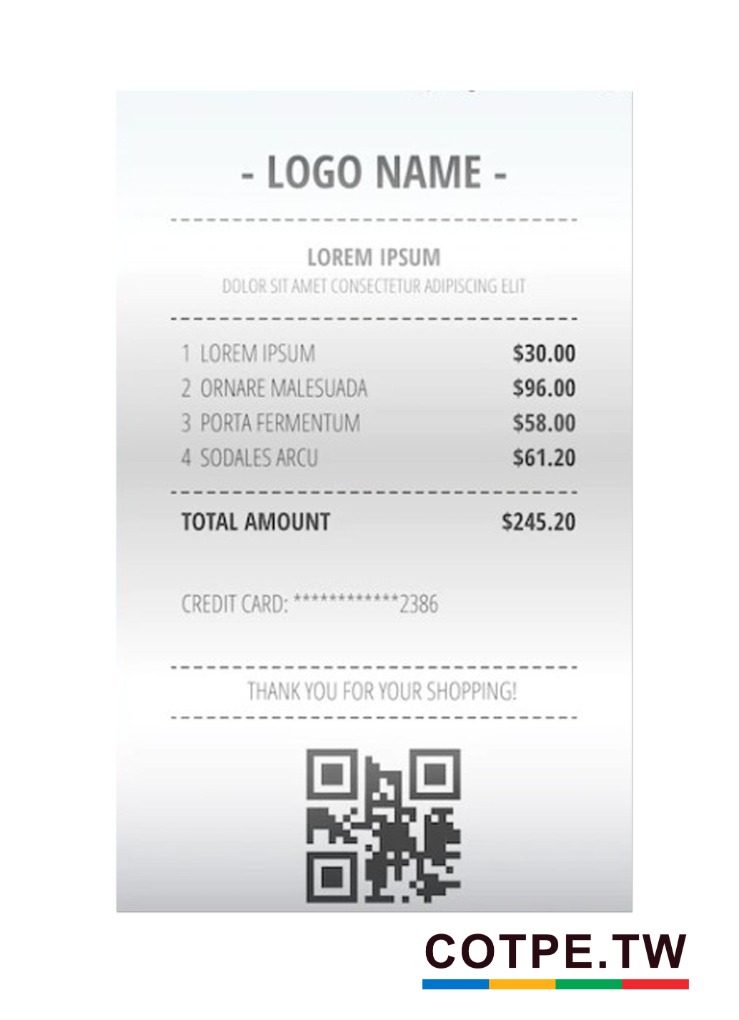 - LOGO NAME -
LOREM IPSUM
DOLOR SIT AMET CONSECTETUR ADIPISCING ELIT
1 LOREM IPSUM $30.00
2 ORNARE MALESUADA $96.00
3 PORTA FERMENTUM $58.00
4 SODALES ARCU $61.20
TOTAL AMOUNT $245.20
CREDIT CARD: ************2386
THANK YOU FOR YOUR SHOPPING!
COTPE.TW